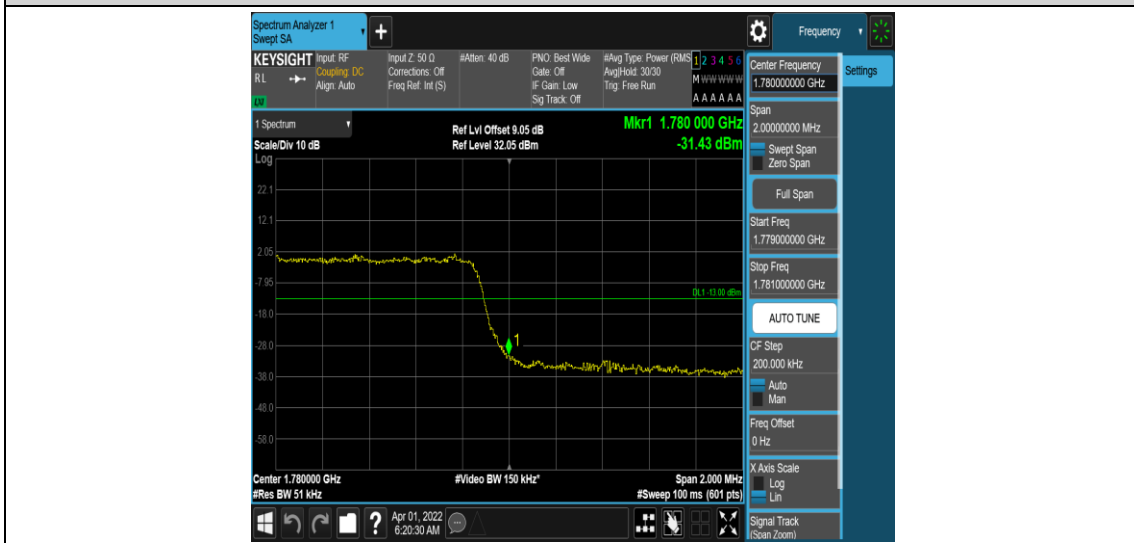 Spectrum Analyzer 1
Swept SA
+
Frequency
KEYSIGHT
RL
LXI
Input: RF
Coupling: DC
Align: Auto
Input Z: 50 Ω
Corrections: Off
Freq Ref: Int (S)
#Atten: 40 dB
PNO: Best Wide
Gate: Off
IF Gain: Low
Sig Track: Off
#Avg Type: Power (RMS
Avg|Hold: 30/30
Trig: Free Run
1 2 3 4 5 6
M W W W W W
A A A A A A
1 Spectrum
Scale/Div 10 dB
Ref Lvl Offset 9.05 dB
Ref Level 32.05 dBm
Mkr1 1.780 000 GHz
-31.43 dBm
Log
22.1
12.1
2.05
-7.95
DL1 -13.00 dBm
-18.0
1
-28.0
-38.0
-48.0
-58.0
Center 1.780000 GHz
#Res BW 51 kHz
#Video BW 150 kHz*
Span 2.000 MHz
#Sweep 100 ms (601 pts)
?
Apr 01, 2022
6:20:30 AM
Center Frequency
1.780000000 GHz
Settings
Span
2.00000000 MHz
Swept Span
Zero Span
Full Span
Start Freq
1.779000000 GHz
Stop Freq
1.781000000 GHz
AUTO TUNE
CF Step
200.000 kHz
Auto
Man
Freq Offset
0 Hz
X Axis Scale
Log
Lin
Signal Track
(Span Zoom)